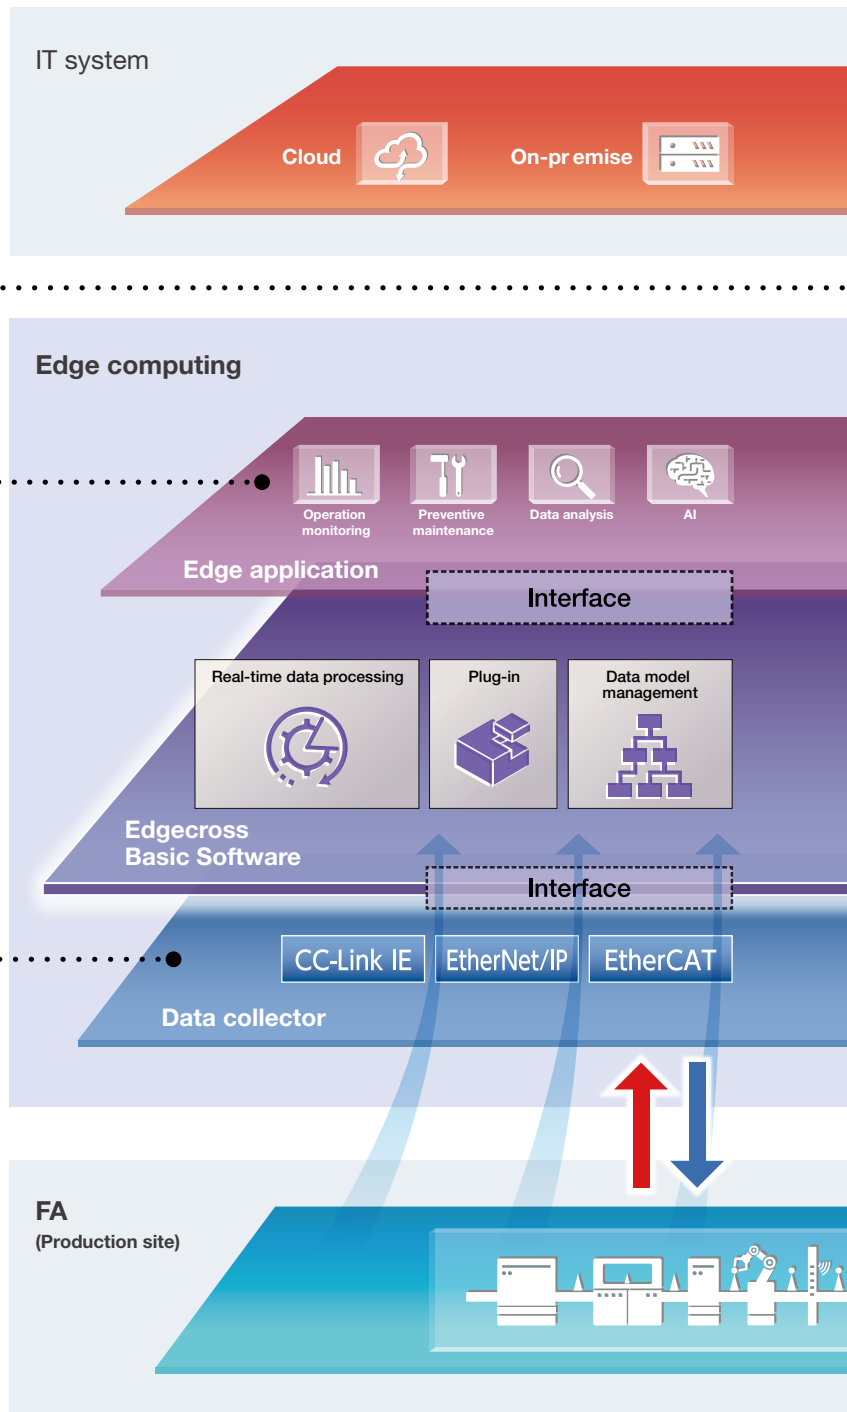 IT system
Cloud
On-premise
Edge computing
Operation
monitoring
Preventive
maintenance
Data analysis
AI
Edge application
Interface
Real-time data processing
Plug-in
Data model
management
Edgecross
Basic Software
Interface
CC-Link IE
EtherNet/IP
EtherCAT
Data collector
FA
(Production site)